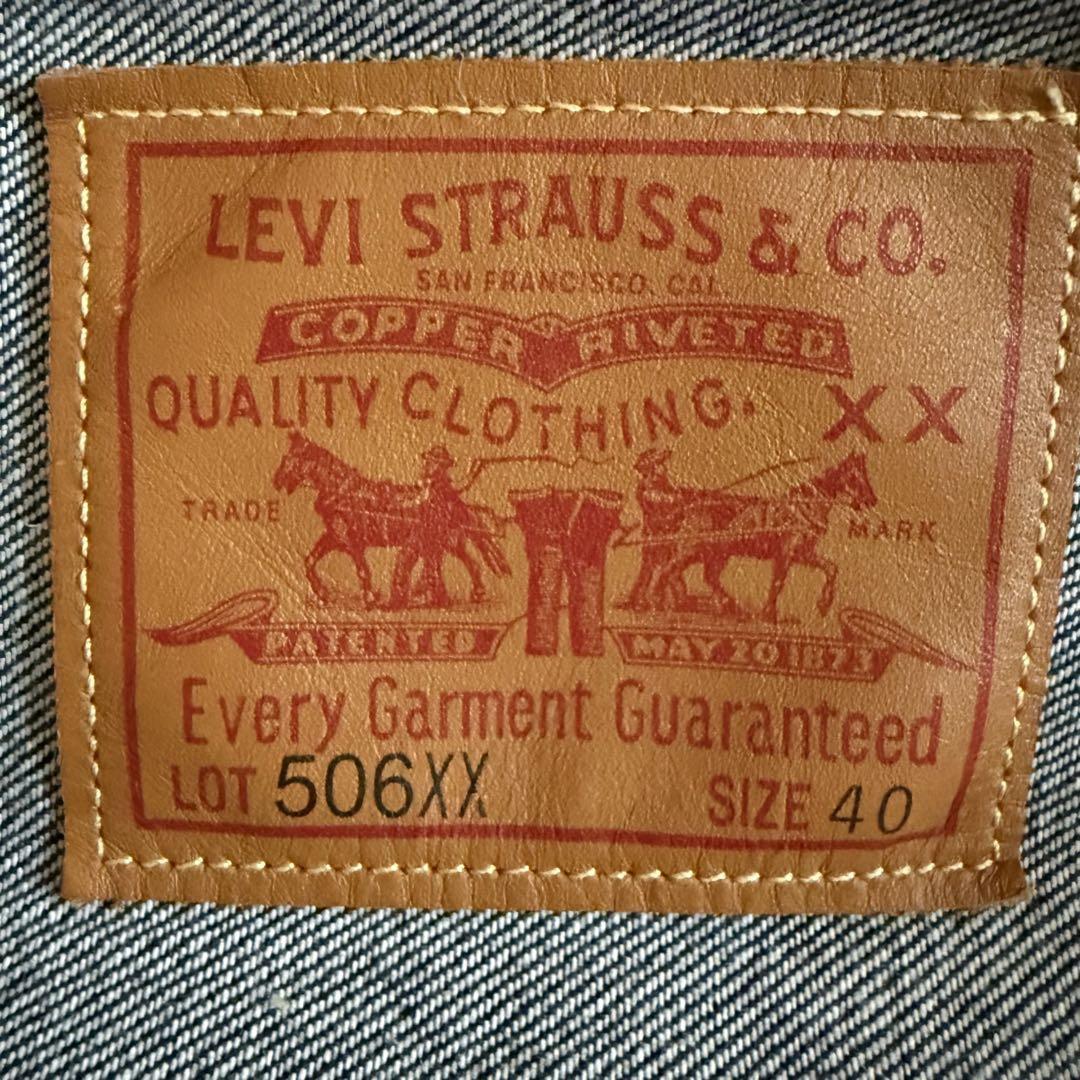 LEVI STRAUSS & CO.
SAN FRANCISCO, CAL.
COPPER RIVETED
QUALITY CLOTHING. XX
TRADE MARK
PATENTED MAY 20 1873
Every Garment Guaranteed
LOT 506XX SIZE 40